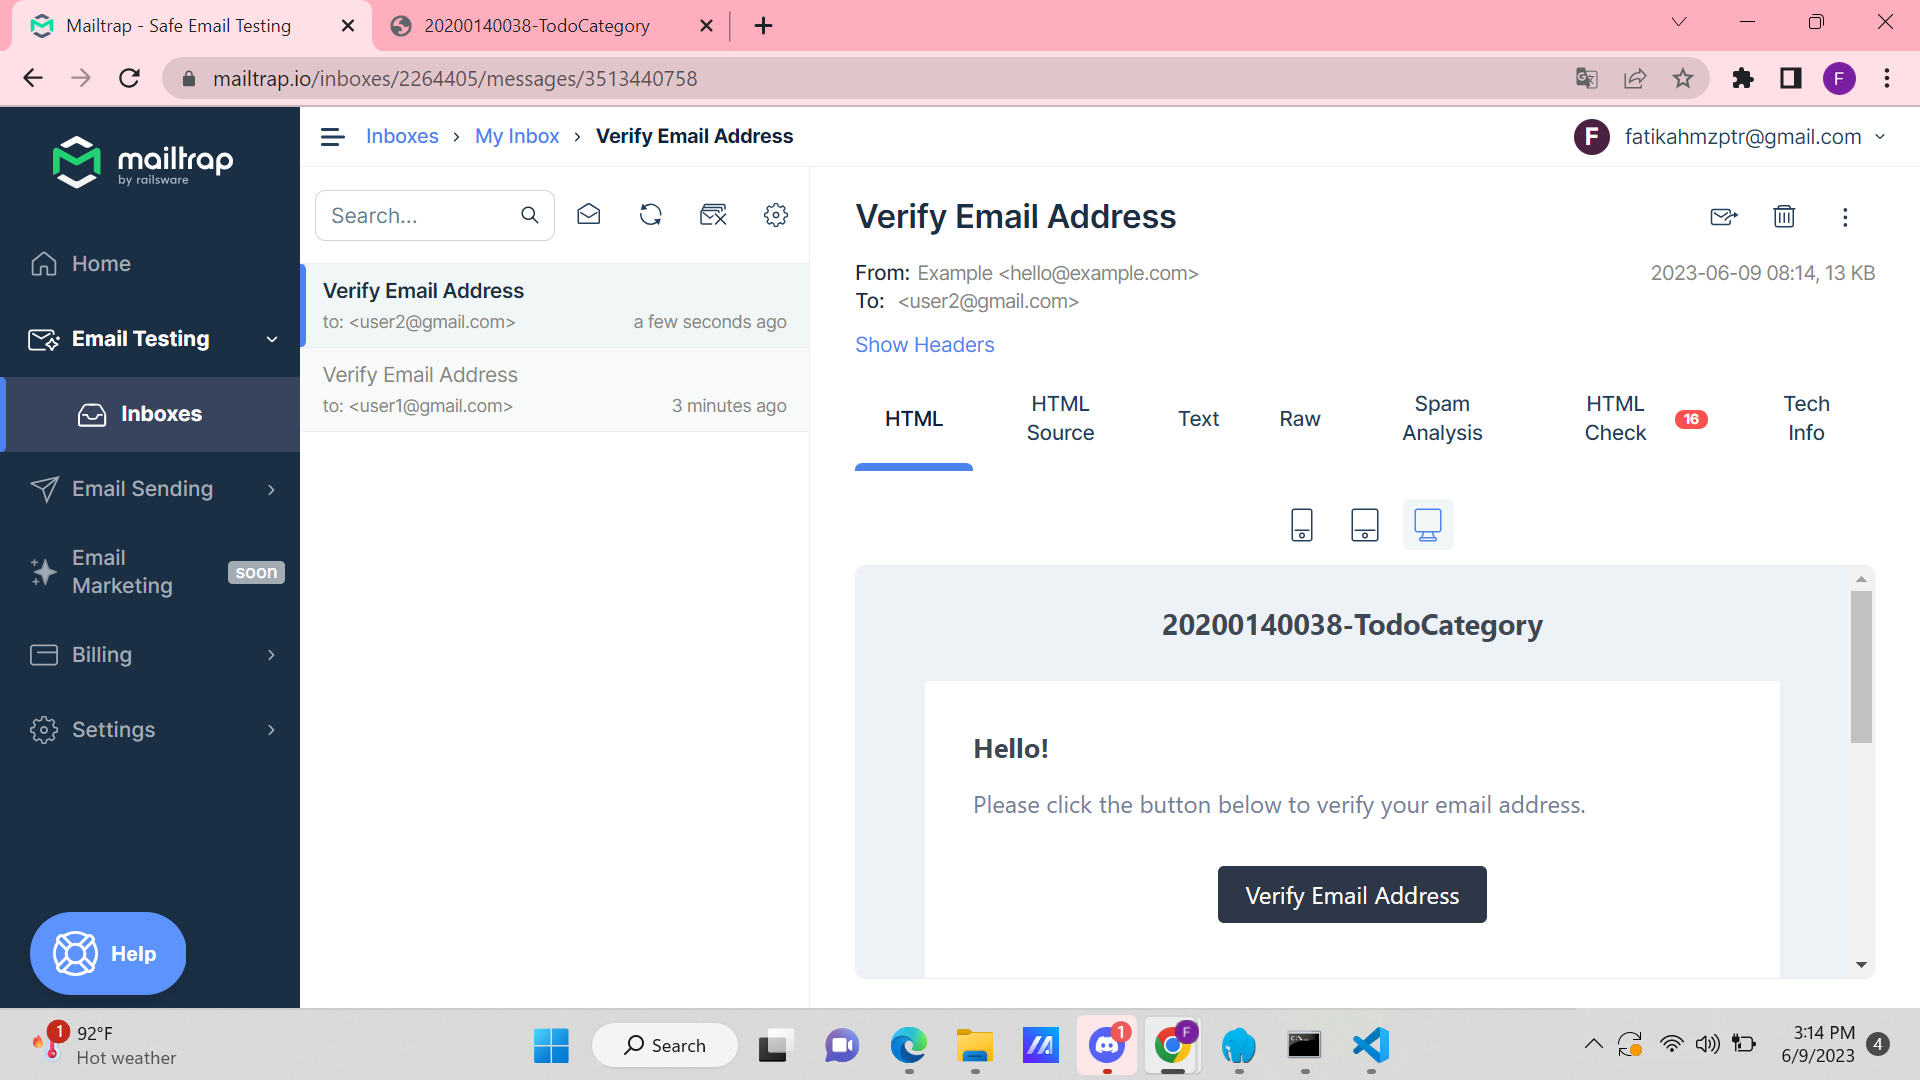 Mailtrap - Safe Email Testing
20200140038-TodoCategory
mailtrap.io/inboxes/2264405/messages/3513440758
F
mailtrap
by railsware
Home
Email Testing
Inboxes
Email Sending
Email
Marketing
soon
Billing
Settings
Help
Inboxes › My Inbox › Verify Email Address
F fatikahmzptr@gmail.com
Search...
Verify Email Address
to: <user2@gmail.com> a few seconds ago
Verify Email Address
to: <user1@gmail.com> 3 minutes ago
Verify Email Address
From: Example <hello@example.com>
2023-06-09 08:14, 13 KB
To: <user2@gmail.com>
Show Headers
HTML
HTML
Source
Text
Raw
Spam
Analysis
HTML
Check
16
Tech
Info
20200140038-TodoCategory
Hello!
Please click the button below to verify your email address.
Verify Email Address
1
92°F
Hot weather
Search
1
F
3:14 PM
6/9/2023
4